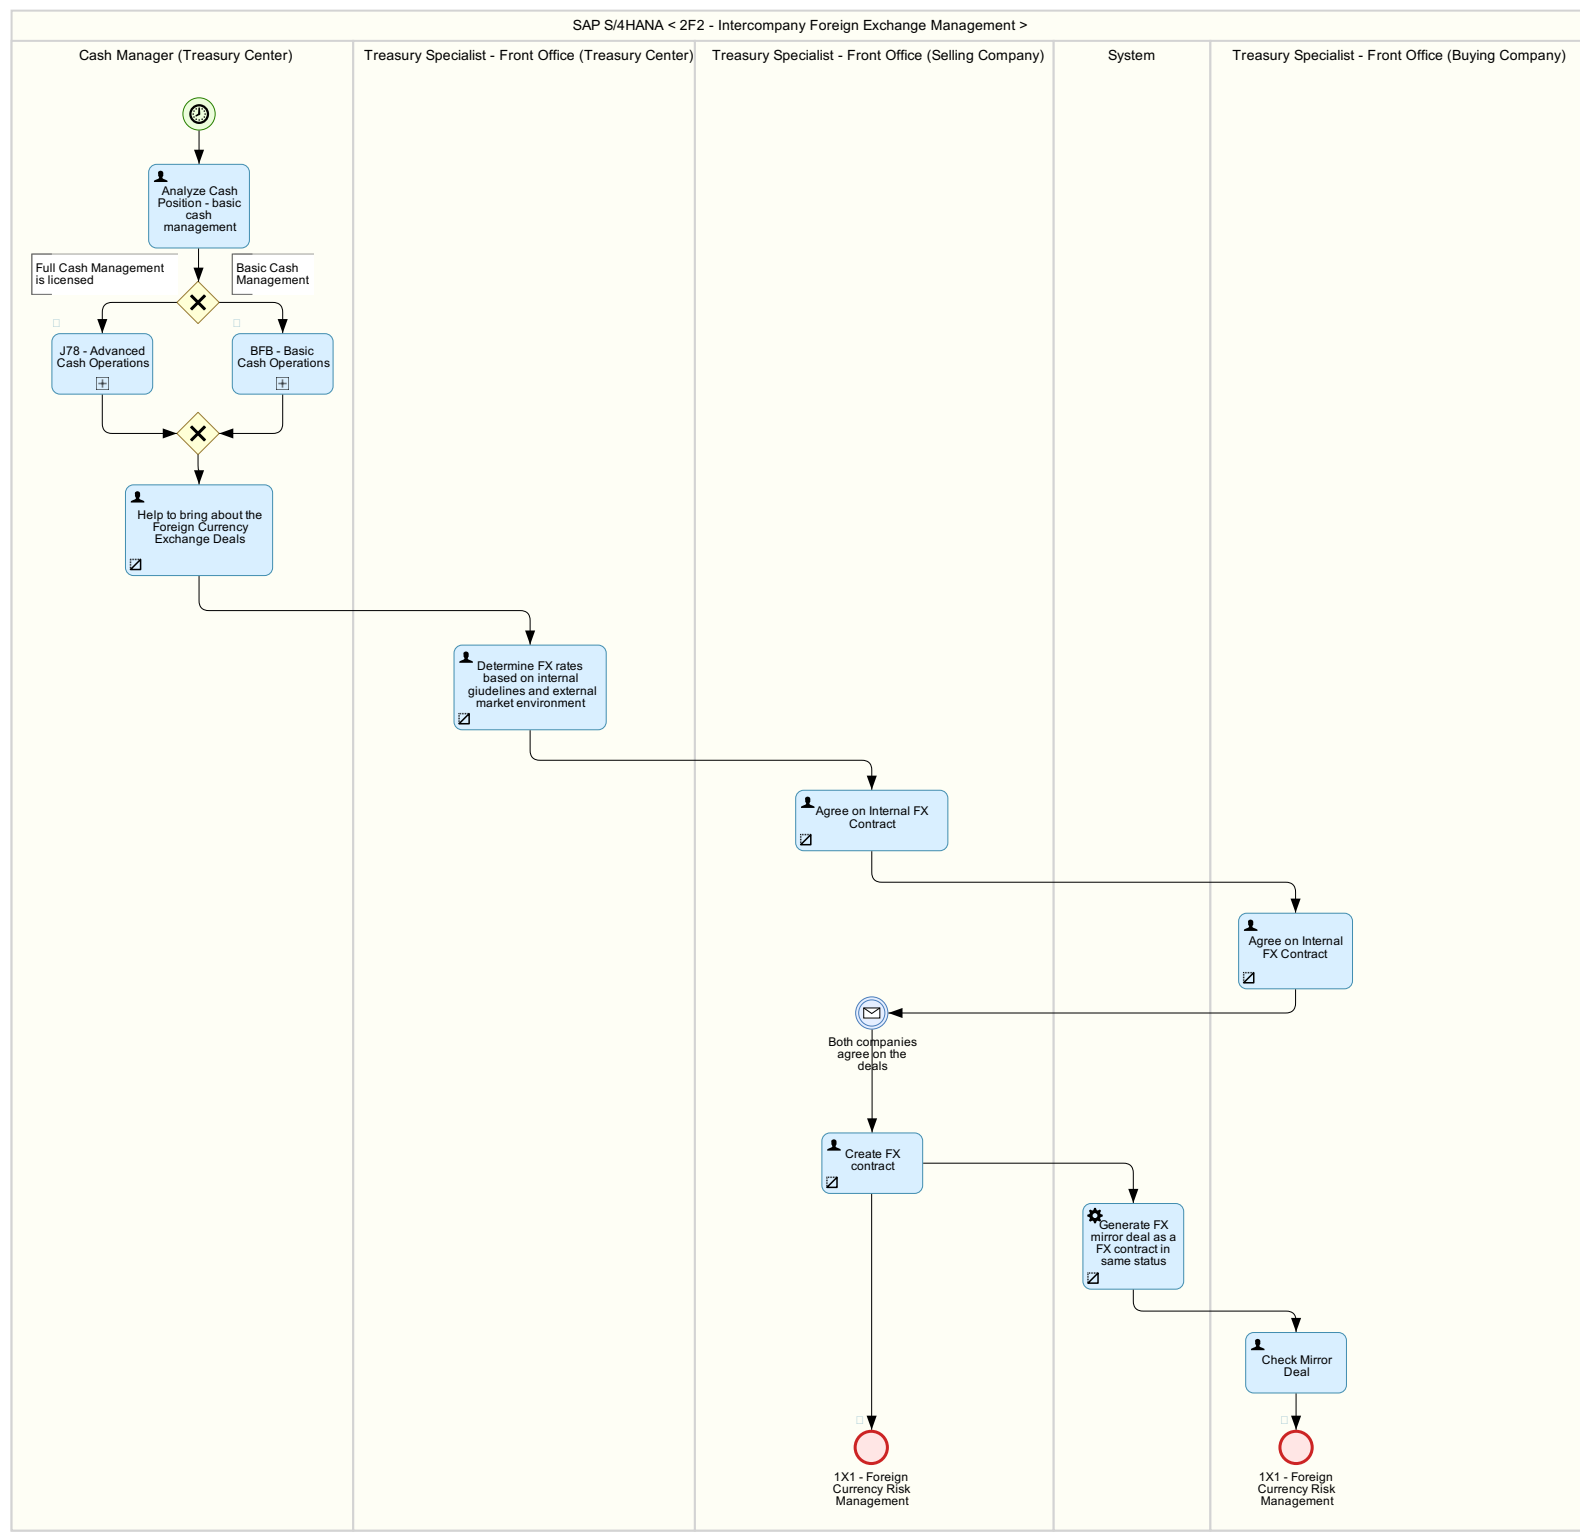 SAP S/4HANA < 2F2 - Intercompany Foreign Exchange Management >
Cash Manager (Treasury Center)
Treasury Specialist - Front Office (Treasury Center)
Treasury Specialist - Front Office (Selling Company)
System
Treasury Specialist - Front Office (Buying Company)
Analyze Cash
Position - basic
cash
management
Full Cash Management
is licensed
Basic Cash
Management
J78 - Advanced
Cash Operations
BFB - Basic
Cash Operations
Help to bring about the
Foreign Currency
Exchange Deals
Determine FX rates
based on internal
giudelines and external
market environment
Agree on Internal FX
Contract
Agree on Internal
FX Contract
Both companies
agree on the
deals
Create FX
contract
Generate FX
mirror deal as a
FX contract in
same status
Check Mirror
Deal
1X1 - Foreign
Currency Risk
Management
1X1 - Foreign
Currency Risk
Management